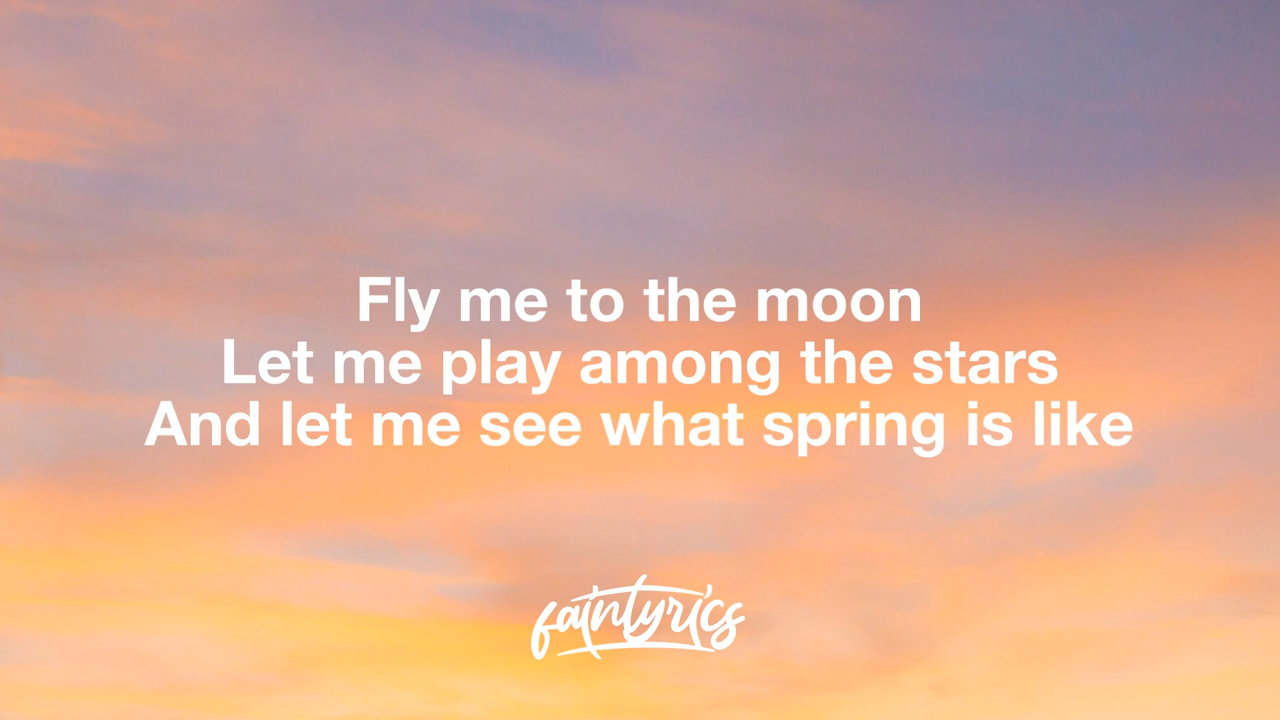 Fly me to the moon
Let me play among the stars
And let me see what spring is like
fainlyrics